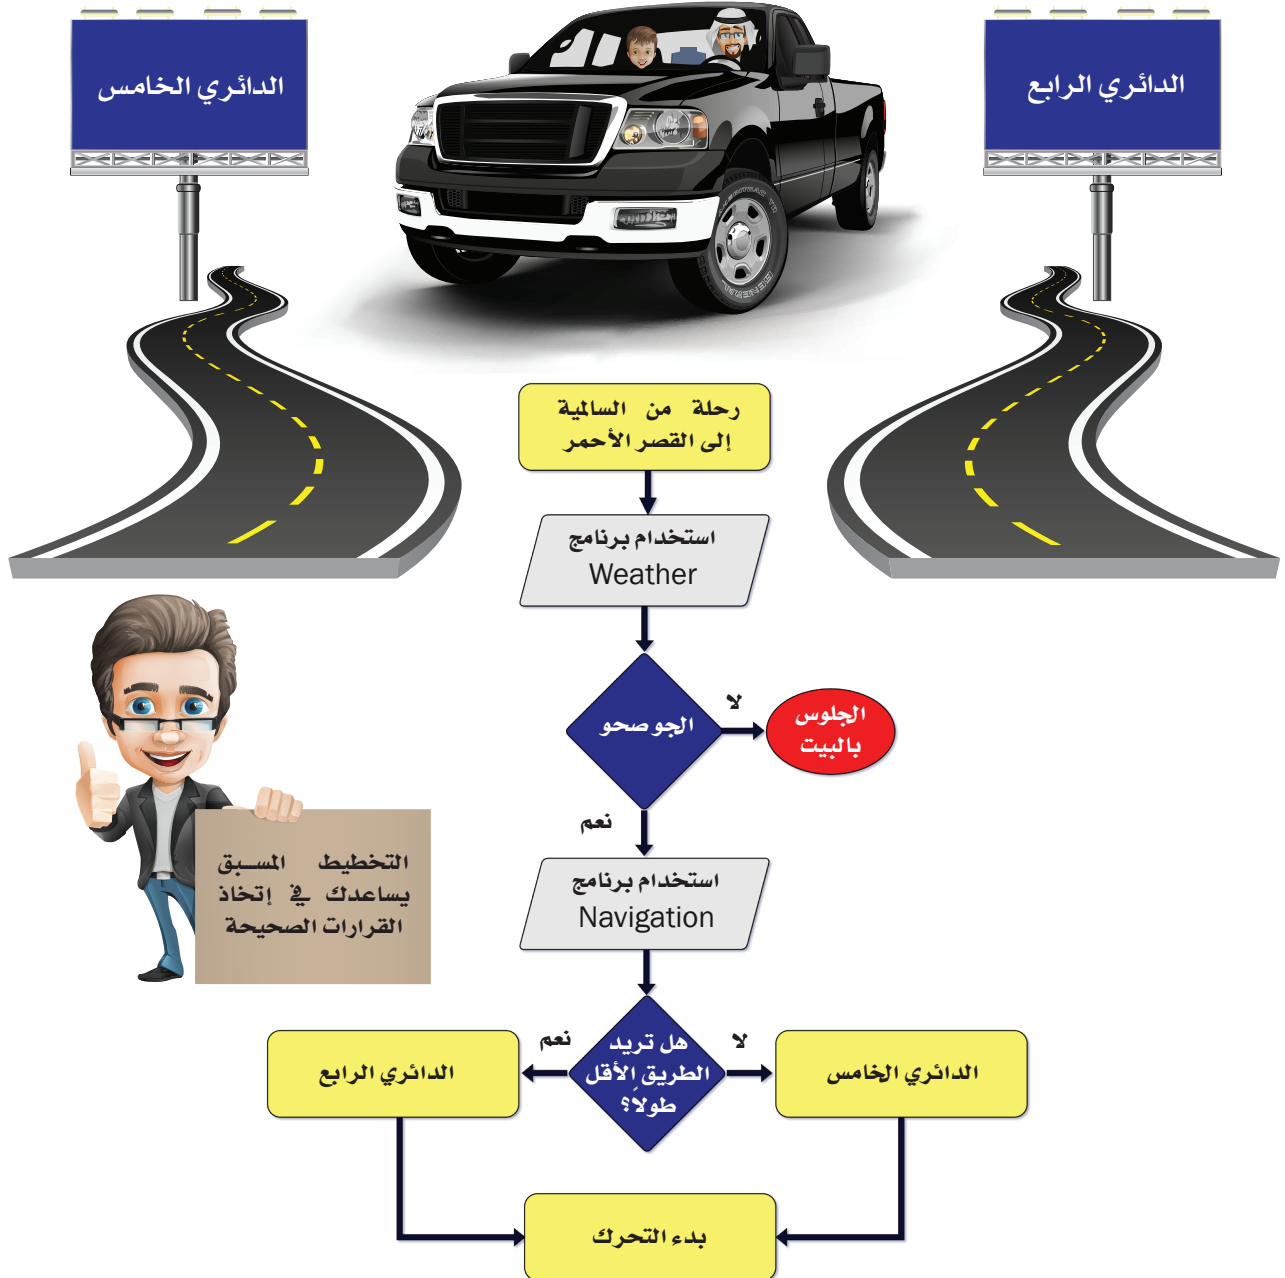 الدائري الرابع
الدائري الخامس
رحلة من السالمية
إلى القصر الأحمر
استخدام برنامج
Weather
الجو صحو
لا
الجلوس
بالبيت
نعم
استخدام برنامج
Navigation
التخطيط المسبق
يساعدك في إتخاذ
القرارات الصحيحة
هل تريد
الطريق الأقل
طولاً؟
لا
الدائري الخامس
نعم
الدائري الرابع
بدء التحرك